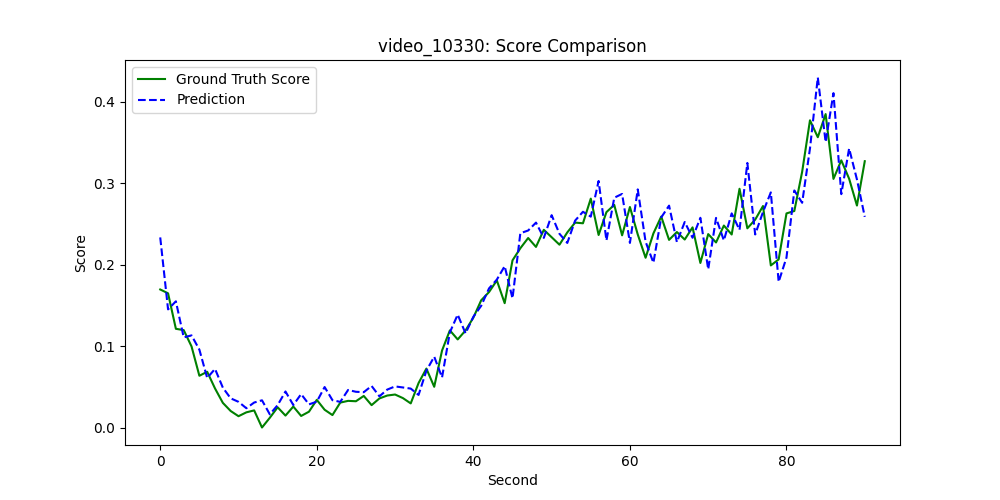 video_10330: Score Comparison
Ground Truth Score
Prediction
Score
0.4
0.3
0.2
0.1
0.0
0 20 40 60 80
Second